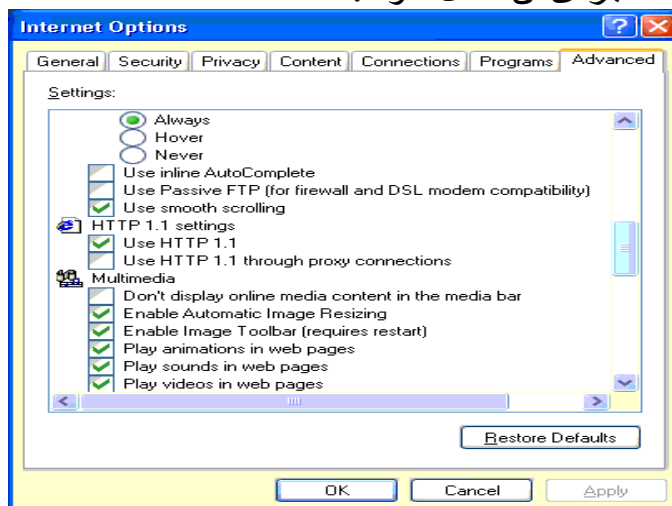 Internet Options
General Security Privacy Content Connections Programs Advanced
Settings:
Always
Hover
Never
Use inline AutoComplete
Use Passive FTP (for firewall and DSL modem compatibility)
Use smooth scrolling
HTTP 1.1 settings
Use HTTP 1.1
Use HTTP 1.1 through proxy connections
Multimedia
Don't display online media content in the media bar
Enable Automatic Image Resizing
Enable Image Toolbar (requires restart)
Play animations in web pages
Play sounds in web pages
Play videos in web pages
Restore Defaults
OK Cancel Apply